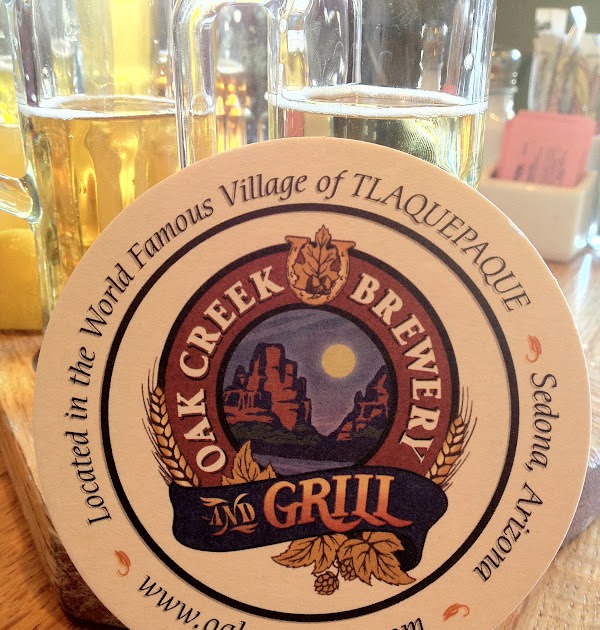 Located in the World Famous Village of TLAQUEPAQUE
Sedona, Arizona
OAK CREEK BREWERY
AND GRILL